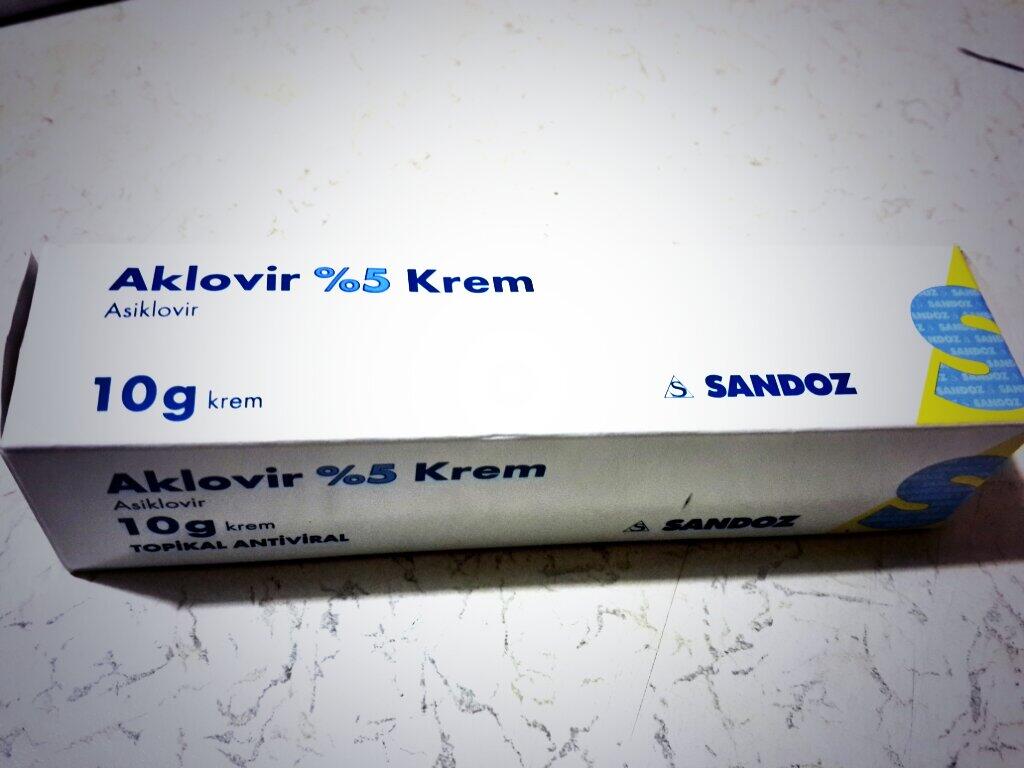 Aklovir %5 Krem
Asiklovir
10g krem
SANDOZ
Aklovir %5 Krem
Asiklovir
10g krem
TOPİKAL ANTİVİRAL
SANDOZ